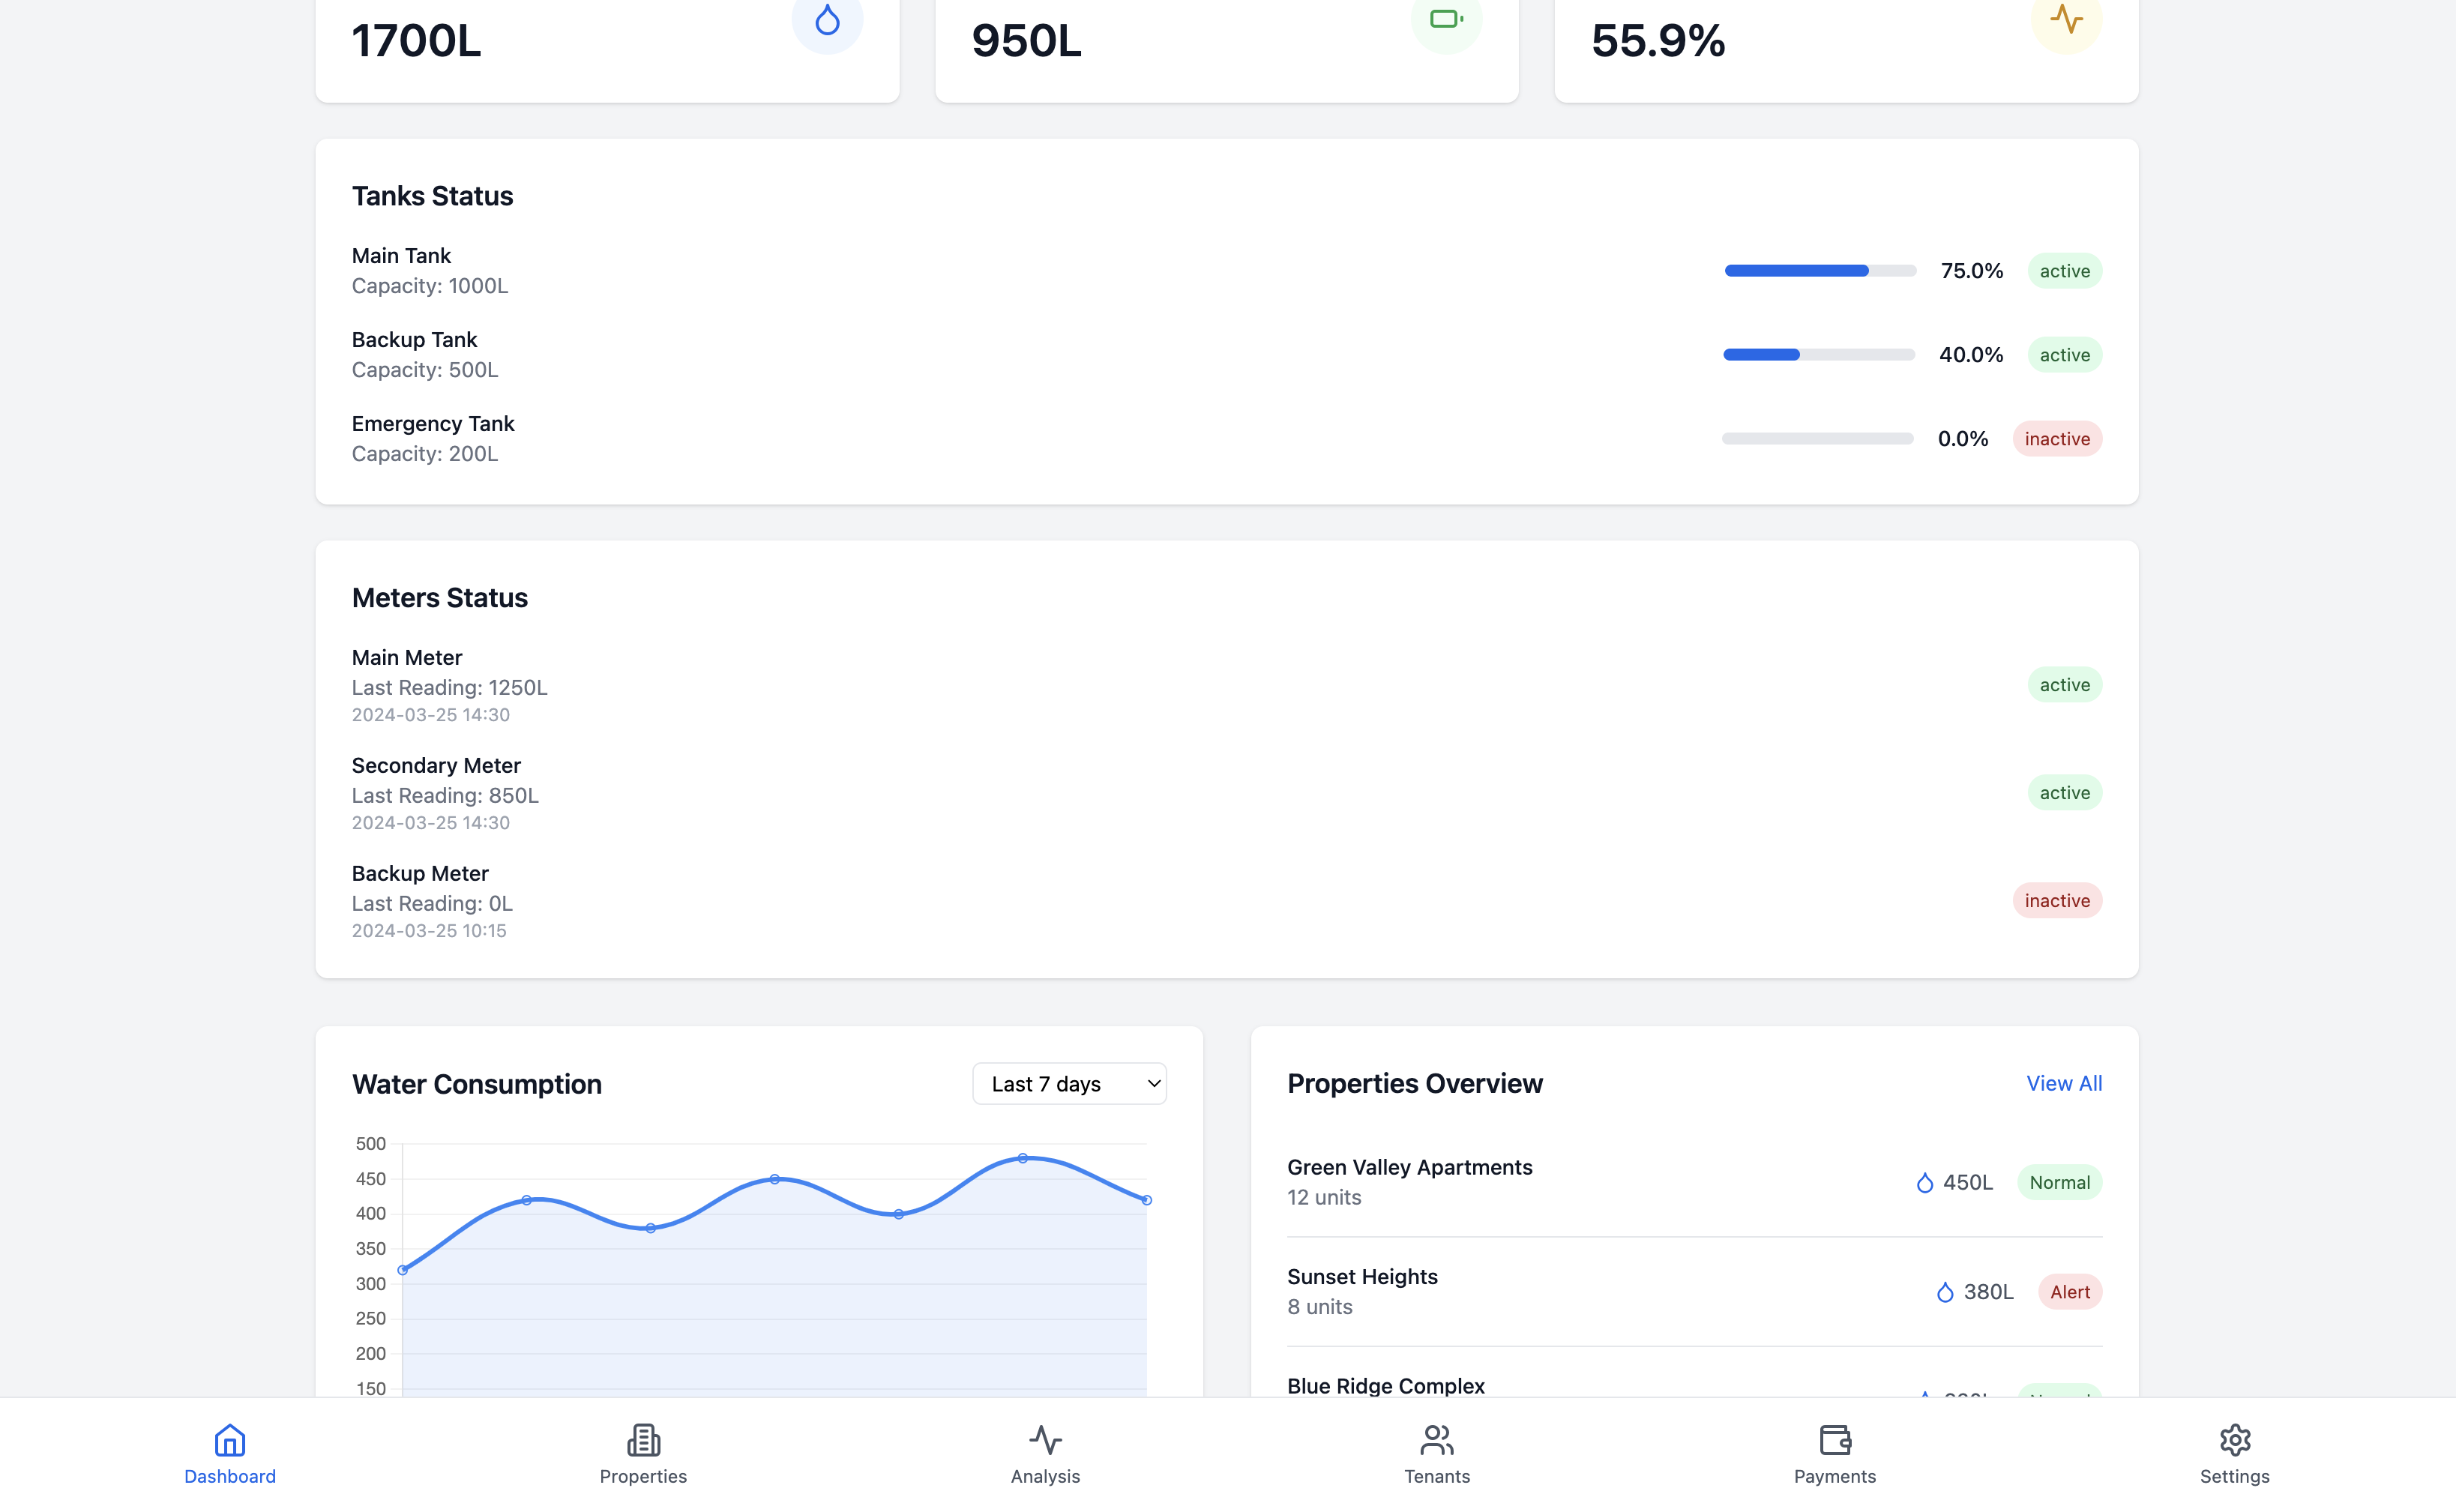 1700L
950L
55.9%
Tanks Status
Main Tank
Capacity: 1000L
75.0%
active
Backup Tank
Capacity: 500L
40.0%
active
Emergency Tank
Capacity: 200L
0.0%
inactive
Meters Status
Main Meter
Last Reading: 1250L
2024-03-25 14:30
active
Secondary Meter
Last Reading: 850L
2024-03-25 14:30
active
Backup Meter
Last Reading: 0L
2024-03-25 10:15
inactive
Water Consumption
Last 7 days
500
450
400
350
300
250
200
150
Properties Overview
View All
Green Valley Apartments
12 units
450L
Normal
Sunset Heights
8 units
380L
Alert
Blue Ridge Complex
Dashboard
Properties
Analysis
Tenants
Payments
Settings